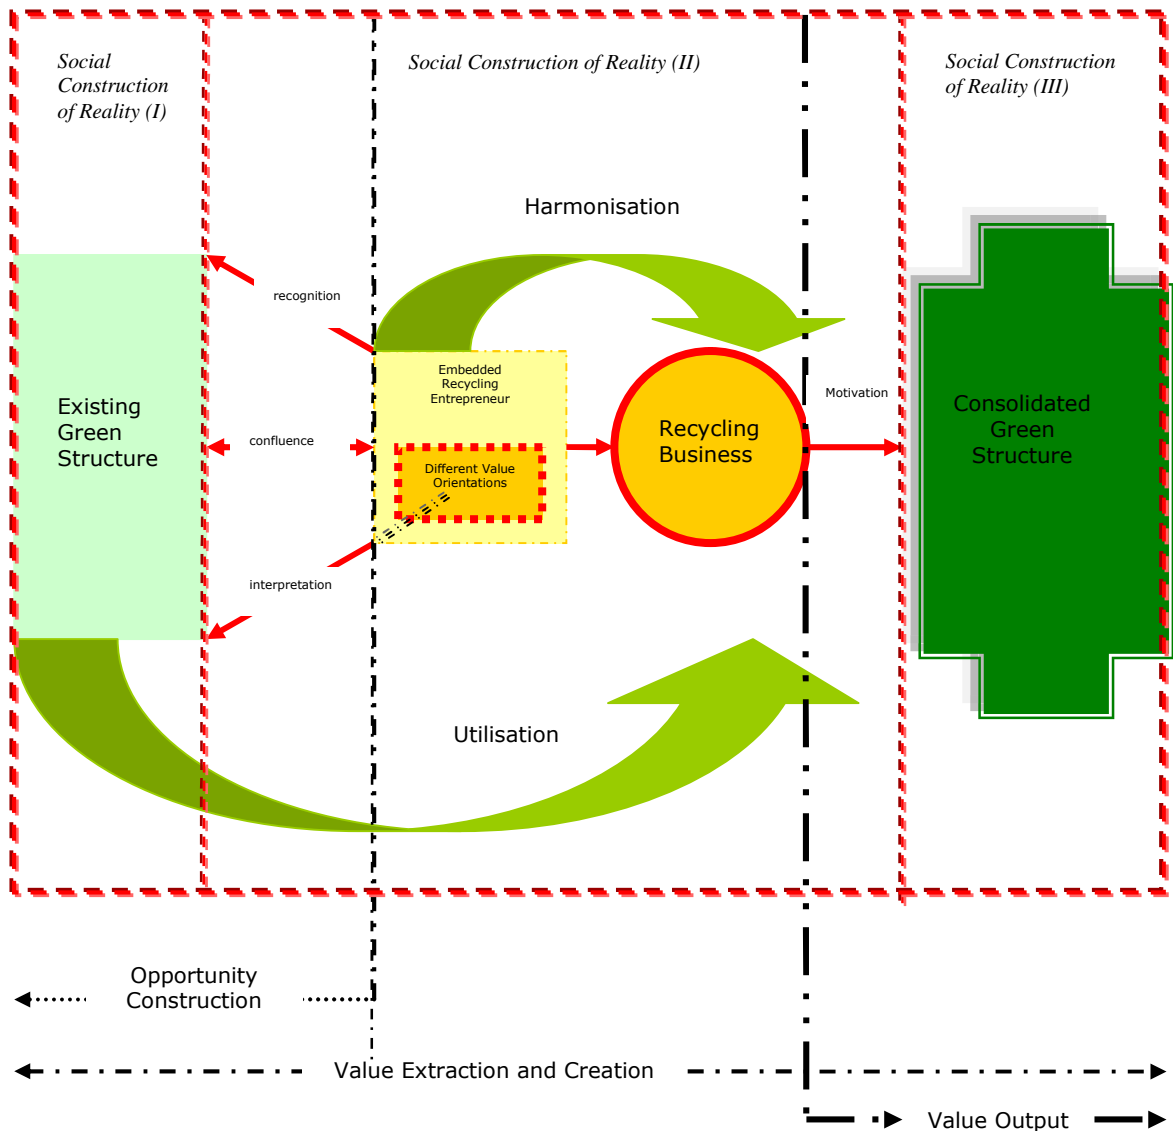 Social
Construction
of Reality (I)
Social Construction of Reality (II)
Social Construction
of Reality (III)
Harmonisation
recognition
Embedded
Recycling
Entrepreneur
Existing
Green
Structure
confluence
Different Value
Orientations
Recycling
Business
Motivation
Consolidated
Green
Structure
interpretation
Utilisation
Opportunity
Construction
Value Extraction and Creation
Value Output